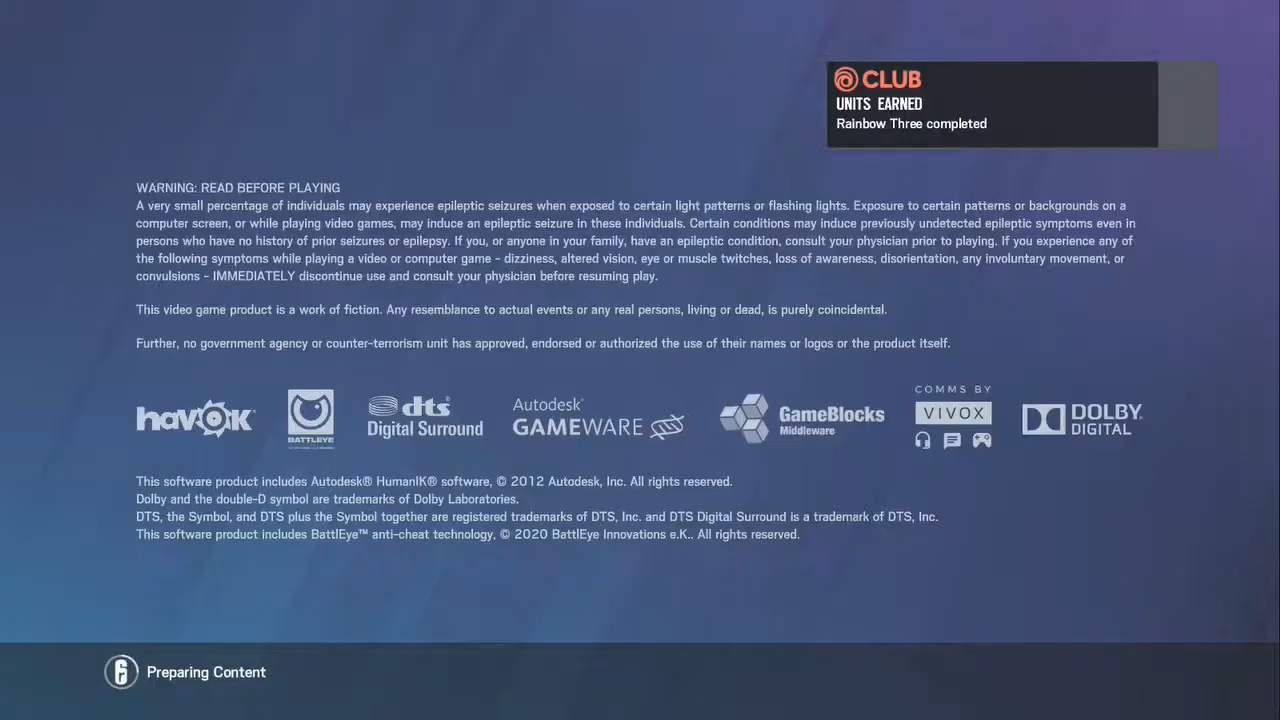 CLUB
UNITS EARNED
Rainbow Three completed
WARNING: READ BEFORE PLAYING
A very small percentage of individuals may experience epileptic seizures when exposed to certain light patterns or flashing lights. Exposure to certain patterns or backgrounds on a
computer screen, or while playing video games, may induce an epileptic seizure in these individuals. Certain conditions may induce previously undetected epileptic symptoms even in
persons who have no history of prior seizures or epilepsy. If you, or anyone in your family, have an epileptic condition, consult your physician prior to playing. If you experience any of
the following symptoms while playing a video or computer game - dizziness, altered vision, eye or muscle twitches, loss of awareness, disorientation, any involuntary movement, or
convulsions - IMMEDIATELY discontinue use and consult your physician before resuming play.
This video game product is a work of fiction. Any resemblance to actual events or any real persons, living or dead, is purely coincidental.
Further, no government agency or counter-terrorism unit has approved, endorsed or authorized the use of their names or logos or the product itself.
havok
BATTLEYE
dts
Digital Surround
Autodesk
GAMEWARE
GameBlocks
Middleware
COMMS BY
VIVOX
DOLBY
DIGITAL
This software product includes Autodesk® HumanIK® software, © 2012 Autodesk, Inc. All rights reserved.
Dolby and the double-D symbol are trademarks of Dolby Laboratories.
DTS, the Symbol, and DTS plus the Symbol together are registered trademarks of DTS, Inc. and DTS Digital Surround is a trademark of DTS, Inc.
This software product includes BattlEye™ anti-cheat technology, © 2020 BattlEye Innovations e.K.. All rights reserved.
6 Preparing Content